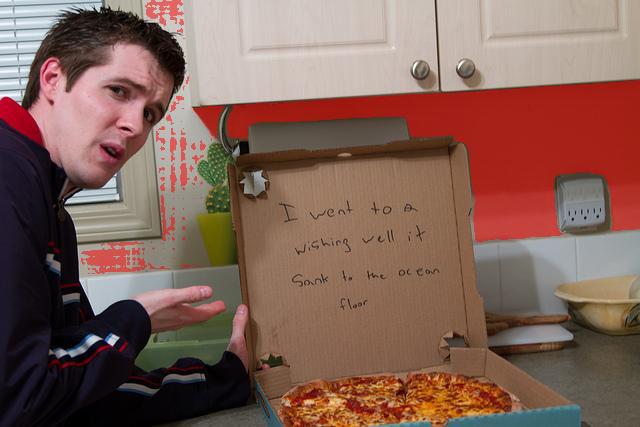 I went to a
wishing well it
Sank to the ocean
floor